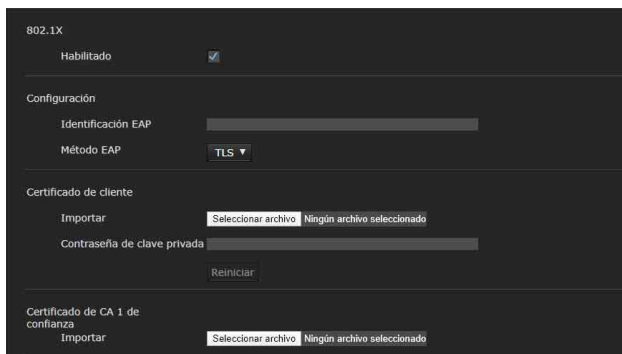 802.1X
Habilitado
Configuración
Identificación EAP
Método EAP TLS ▼
Certificado de cliente
Importar Seleccionar archivo Ningún archivo seleccionado
Contraseña de clave privada
Reiniciar
Certificado de CA 1 de
confianza
Importar Seleccionar archivo Ningún archivo seleccionado